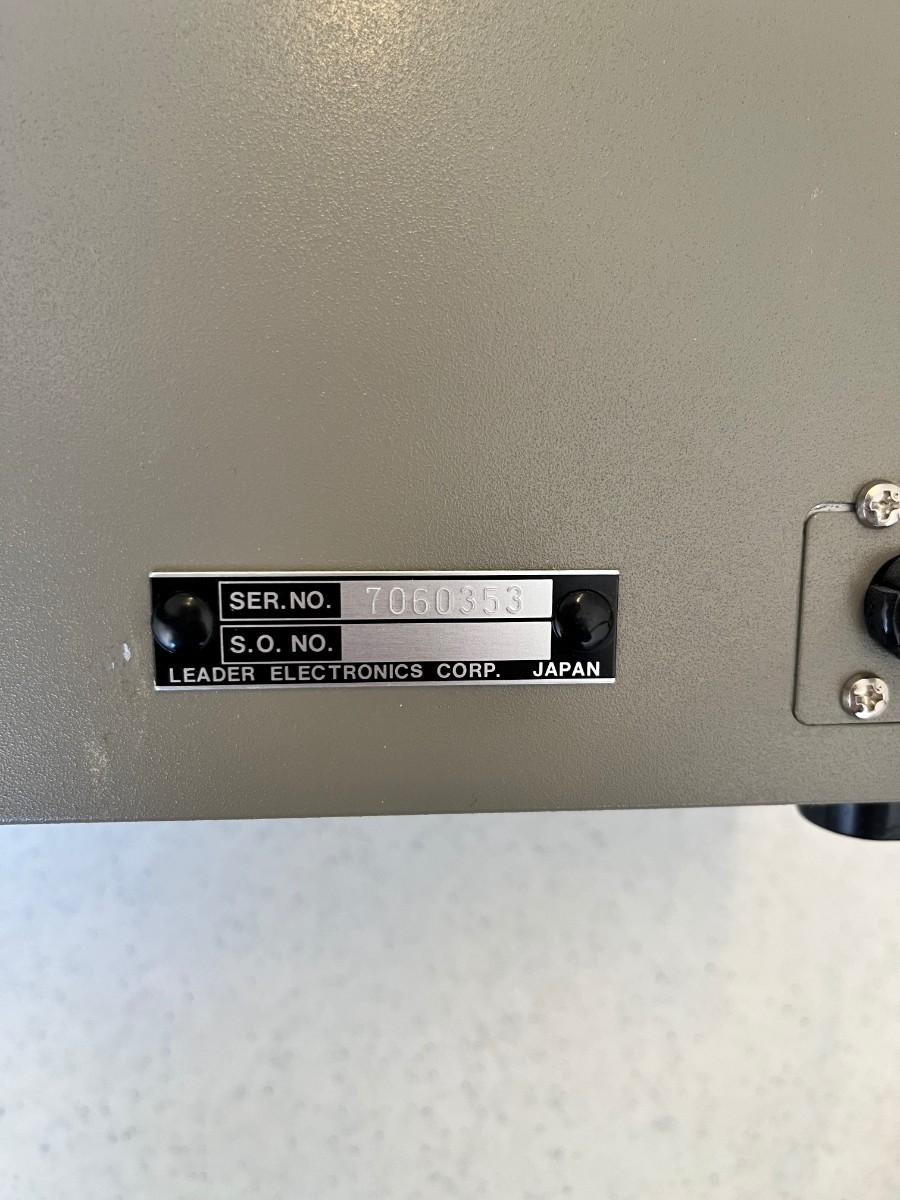 SER.NO. 7060353
S.O. NO.
LEADER ELECTRONICS CORP. JAPAN